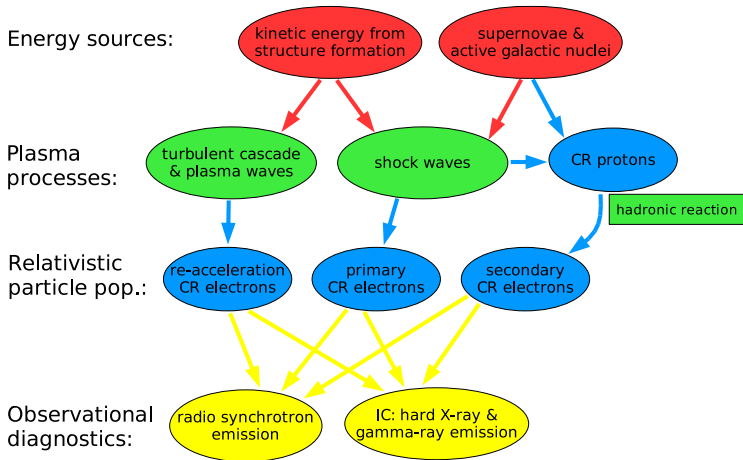 Energy sources:
kinetic energy from
structure formation
supernovae &
active galactic nuclei
Plasma
processes:
turbulent cascade
& plasma waves
shock waves
CR protons
hadronic reaction
Relativistic
particle pop.:
re-acceleration
CR electrons
primary
CR electrons
secondary
CR electrons
Observational
diagnostics:
radio synchrotron
emission
IC: hard X-ray &
gamma-ray emission